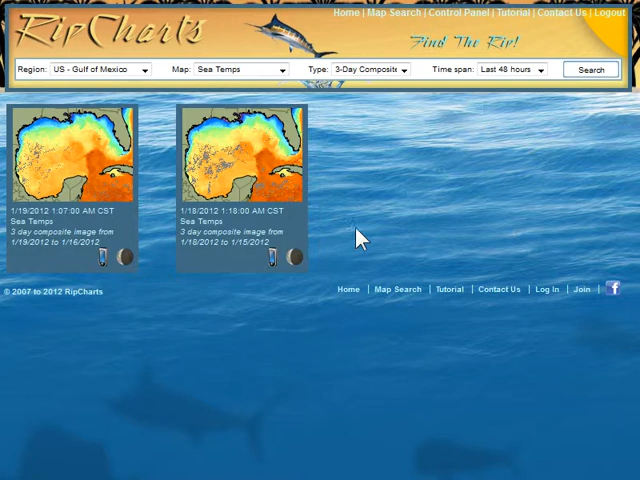 Home | Map Search | Control Panel | Tutorial | Contact Us | Logout
RipCharts
Find The Rip!
Region: US - Gulf of Mexico Map: Sea Temps Type: 3-Day Composite Time span: Last 48 hours Search
1/19/2012 1:07:00 AM CST
Sea Temps
3 day composite image from
1/19/2012 to 1/16/2012
1/18/2012 1:18:00 AM CST
Sea Temps
3 day composite image from
1/18/2012 to 1/15/2012
© 2007 to 2012 RipCharts
Home | Map Search | Tutorial | Contact Us | Log In | Join | f